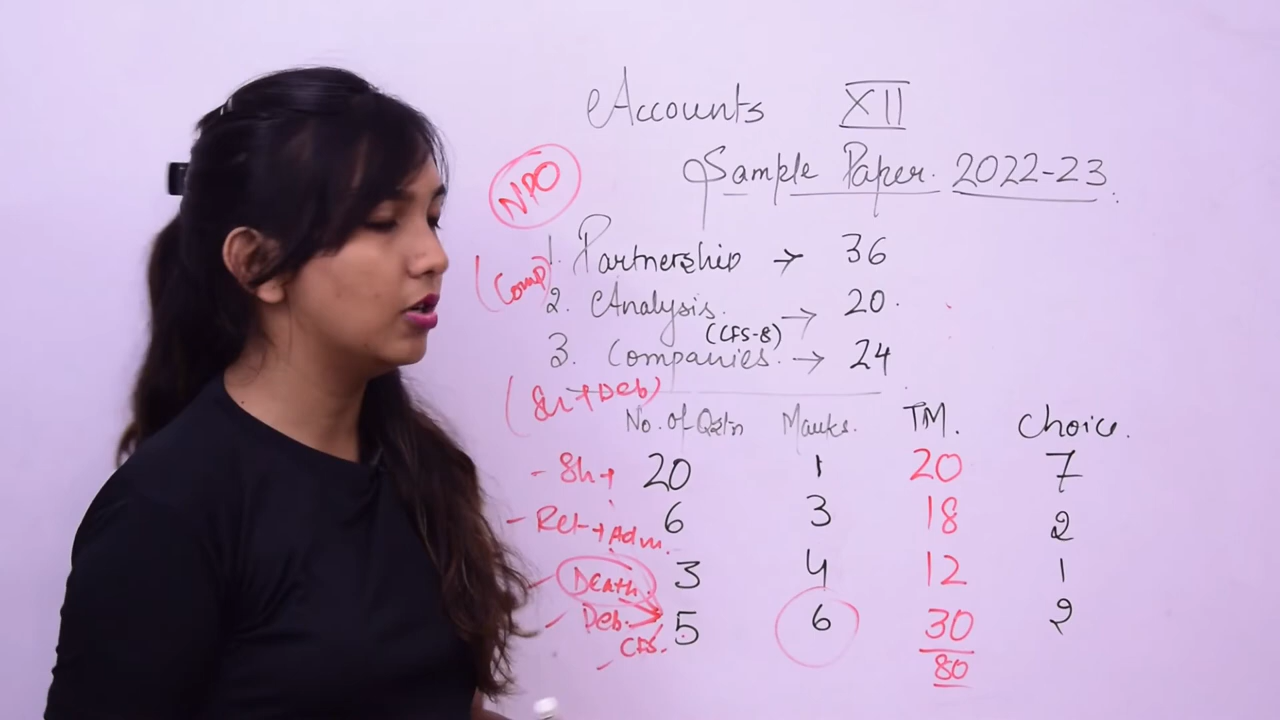 Accounts XII
Sample Paper. 2022-23.
NPO
1. Partnership → 36
(Comp)
2. Analysis. → 20.
(CFS-8)
3. Companies. → 24
(Sh + Deb)
No. of Qstn Marks. TM. Choice.
- Sh + 20 1 20 7
- Ret + Adm. 6 3 18 2
- Death. 3 4 12 1
- Deb. → 5 6 30 2
- CFS.
80